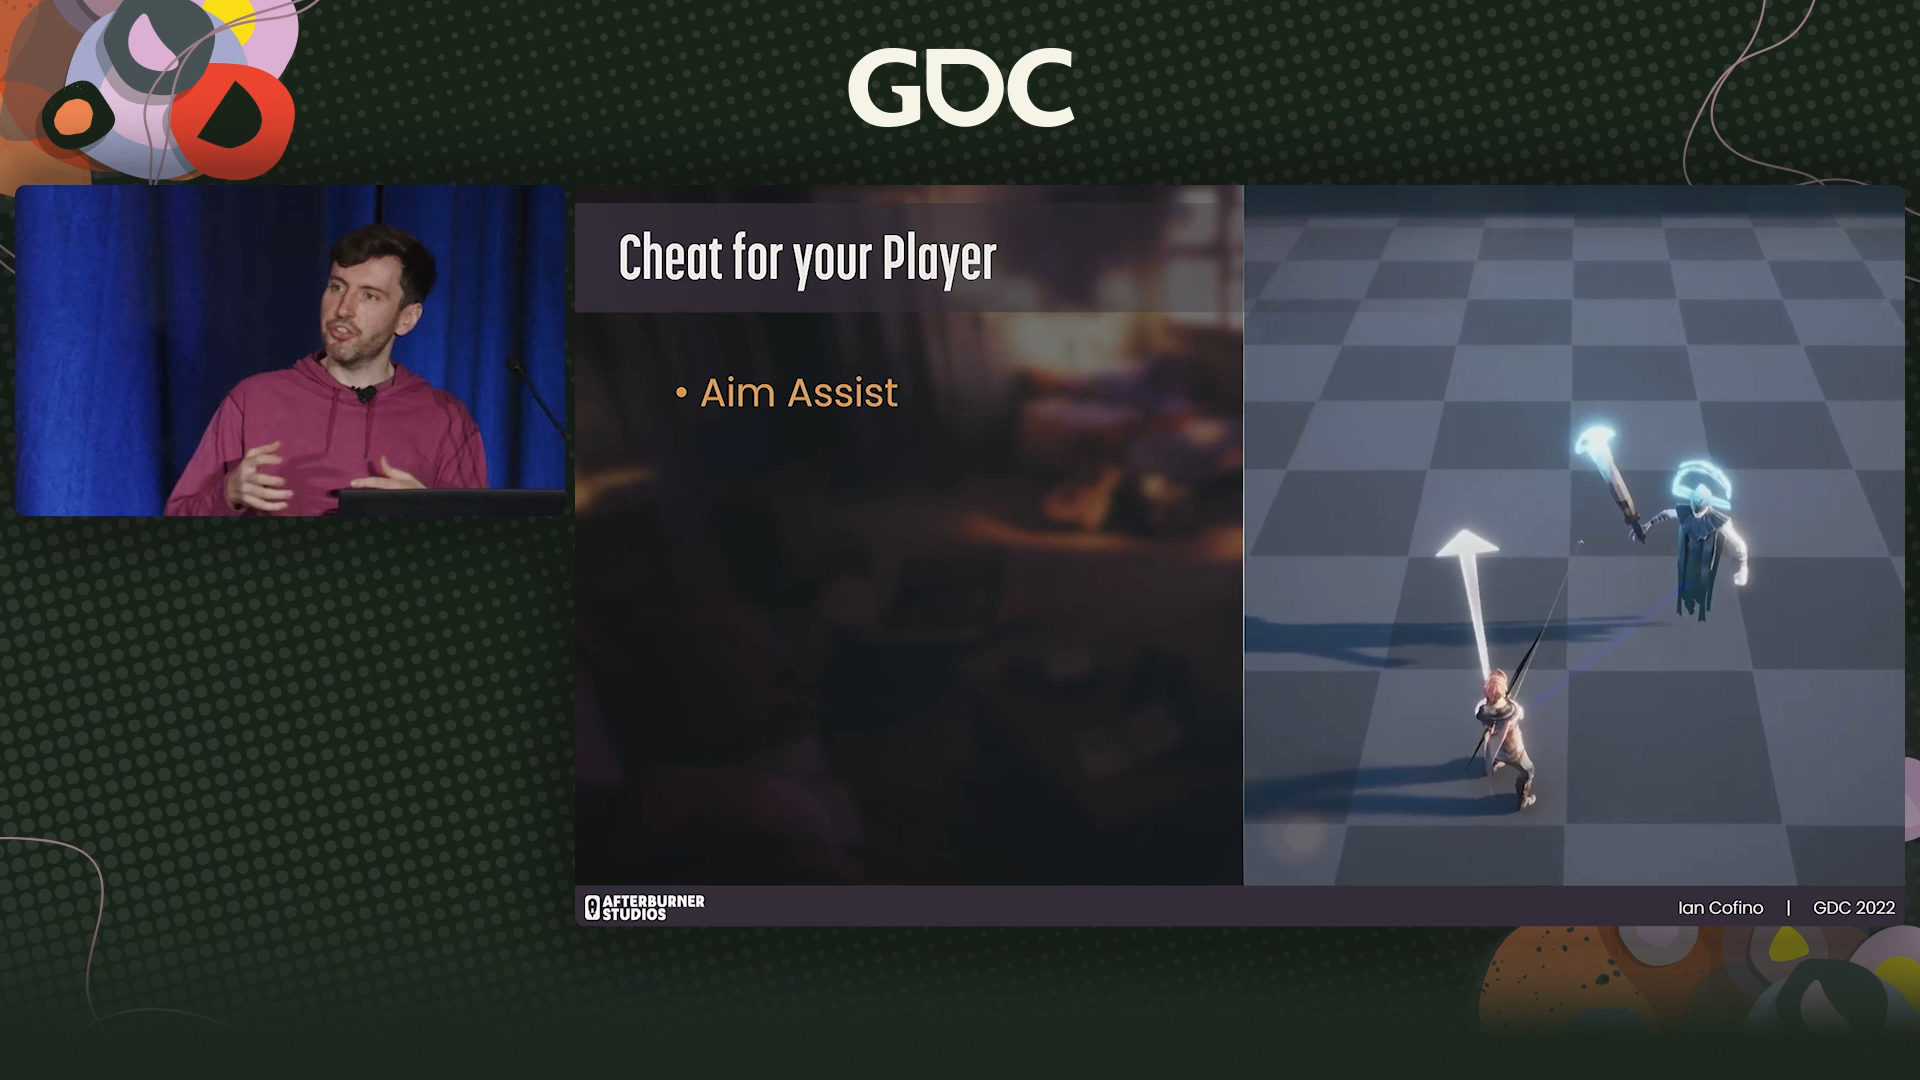 GDC
Cheat for your Player
• Aim Assist
AFTERBURNER
STUDIOS
Ian Cofino | GDC 2022